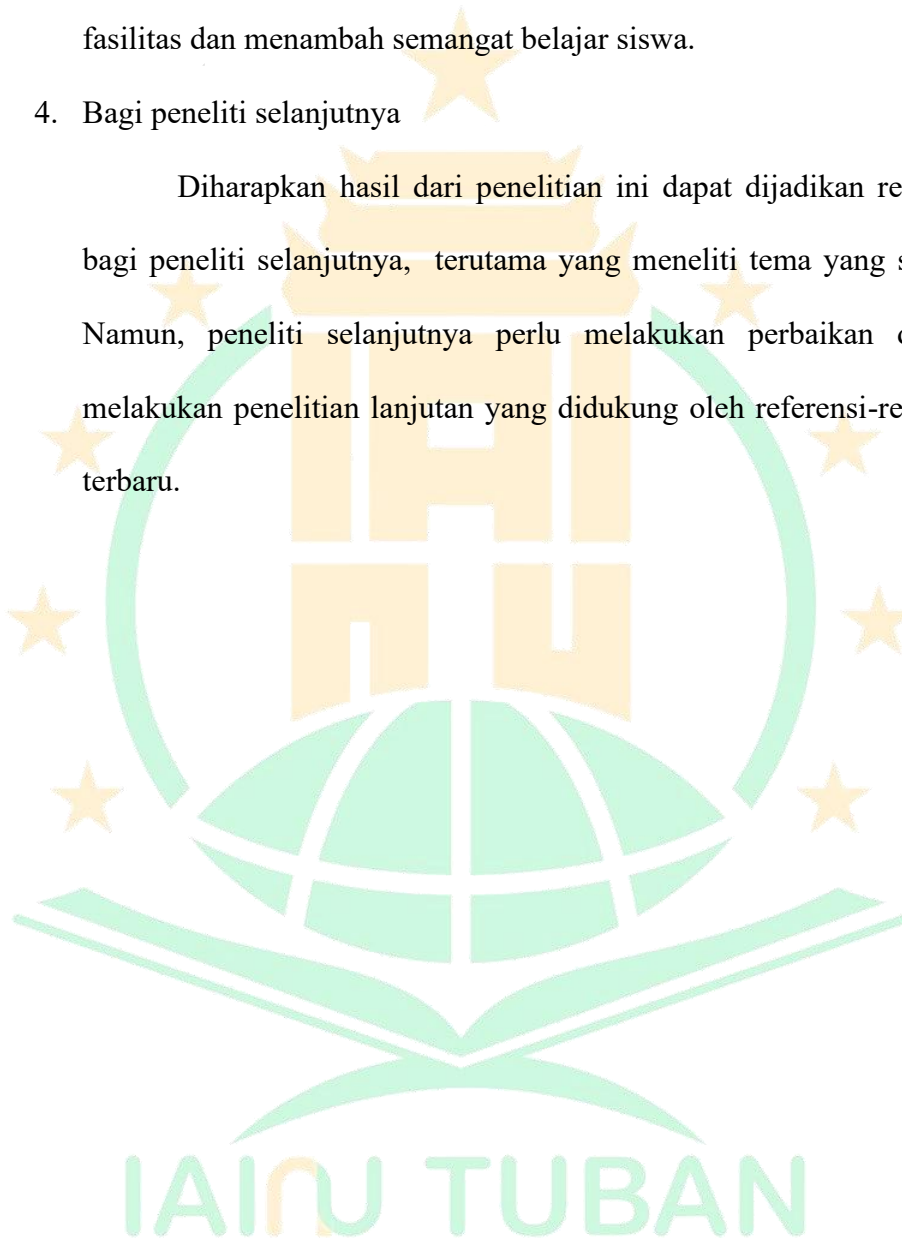 fasilitas dan menambah semangat belajar siswa.
4. Bagi peneliti selanjutnya
Diharapkan hasil dari penelitian ini dapat dijadikan re
bagi peneliti selanjutnya, terutama yang meneliti tema yang s
Namun, peneliti selanjutnya perlu melakukan perbaikan
melakukan penelitian lanjutan yang didukung oleh referensi-re
terbaru.
IAI
NU
IAINU TUBAN